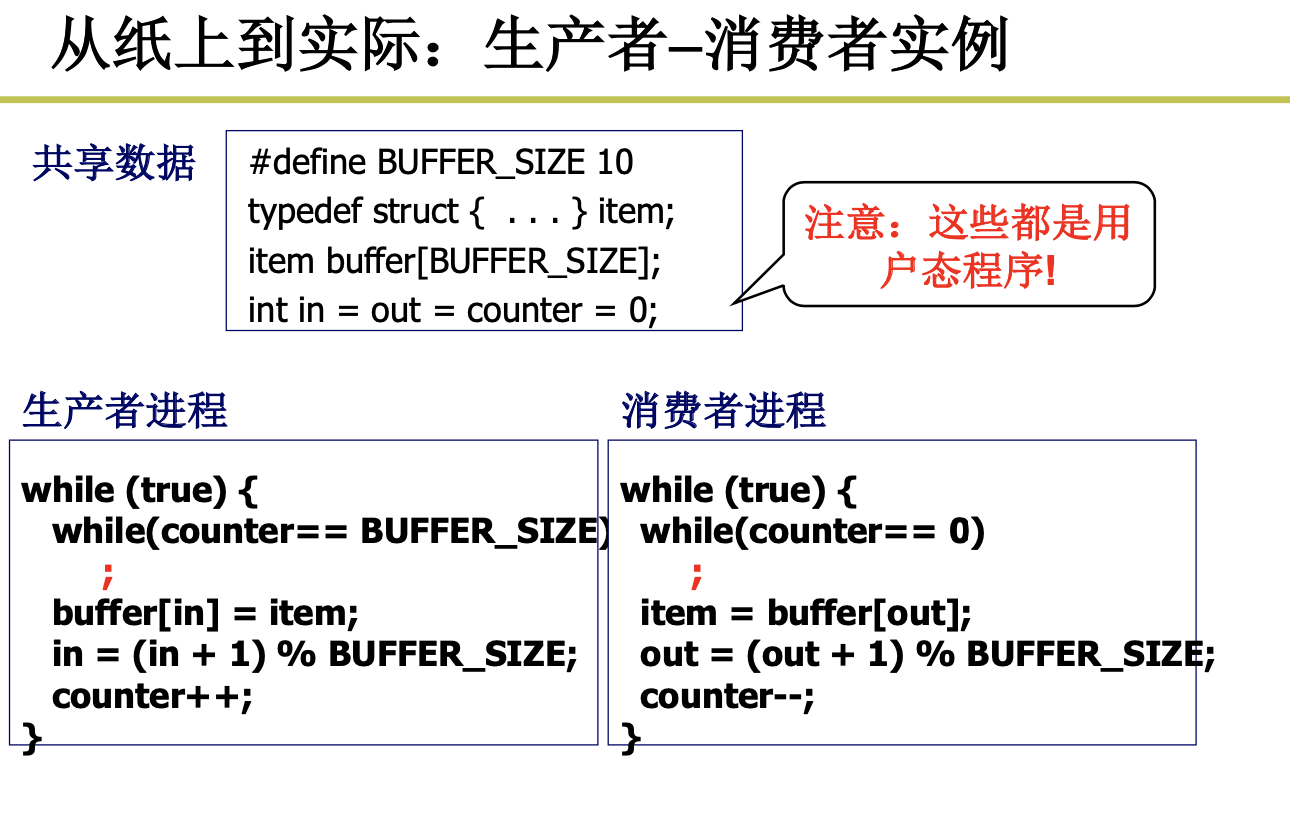 从纸上到实际：生产者–消费者实例
共享数据
#define BUFFER_SIZE 10
typedef struct { . . . } item;
item buffer[BUFFER_SIZE];
int in = out = counter = 0;
注意：这些都是用
户态程序!
生产者进程
while (true) {
while(counter== BUFFER_SIZE)
;
buffer[in] = item;
in = (in + 1) % BUFFER_SIZE;
counter++;
}
消费者进程
while (true) {
while(counter== 0)
;
item = buffer[out];
out = (out + 1) % BUFFER_SIZE;
counter--;
}